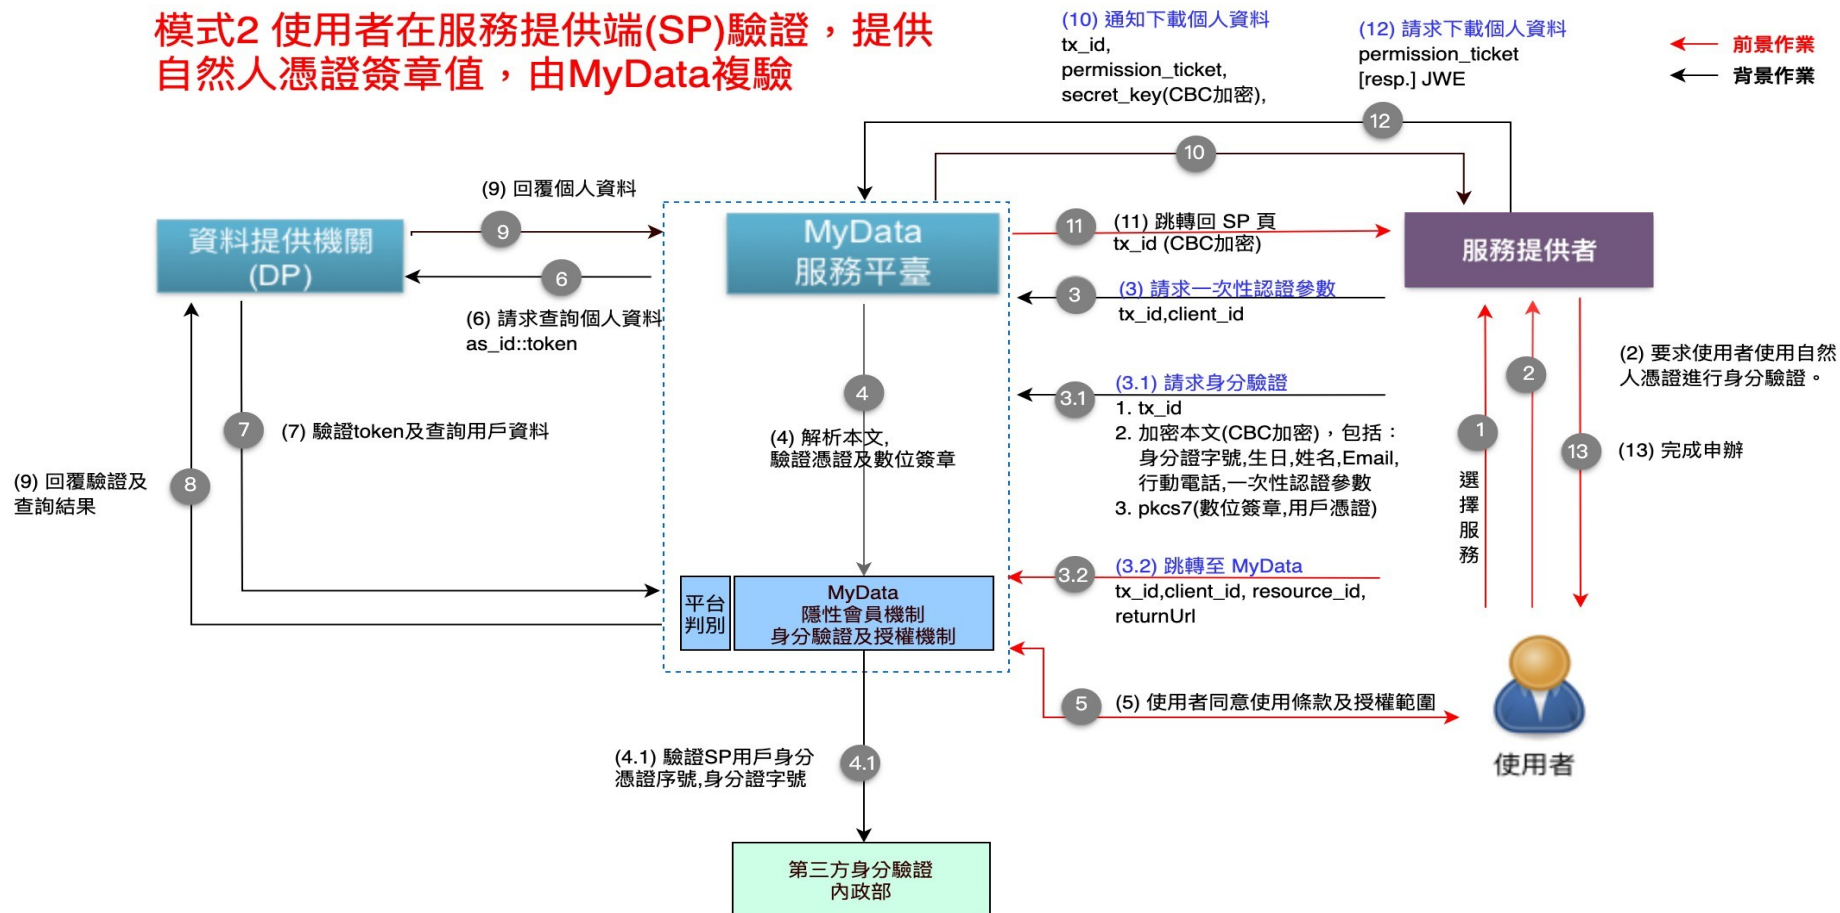 模式2 使用者在服務提供端(SP)驗證，提供
自然人憑證簽章值，由MyData複驗
(10) 通知下載個人資料
tx_id,
permission_ticket,
secret_key(CBC加密),
(12) 請求下載個人資料
permission_ticket
[resp.] JWE
前景作業
背景作業
12
10
(9) 回覆個人資料
9
資料提供機關
(DP)
6
(6) 請求查詢個人資料
as_id::token
MyData
服務平臺
11
(11) 跳轉回 SP 頁
tx_id (CBC加密)
服務提供者
3
(3) 請求一次性認證參數
tx_id,client_id
3.1
(3.1) 請求身分驗證
1. tx_id
2. 加密本文(CBC加密)，包括：
身分證字號,生日,姓名,Email,
行動電話,一次性認證參數
3. pkcs7(數位簽章,用戶憑證)
4
(4) 解析本文,
驗證憑證及數位簽章
7
(7) 驗證token及查詢用戶資料
8
(9) 回覆驗證及
查詢結果
1
選
擇
服
務
2
(2) 要求使用者使用自然
人憑證進行身分驗證。
13
(13) 完成申辦
3.2
(3.2) 跳轉至 MyData
tx_id,client_id, resource_id,
returnUrl
平台
判別
MyData
隱性會員機制
身分驗證及授權機制
5
(5) 使用者同意使用條款及授權範圍
使用者
(4.1) 驗證SP用戶身分
憑證序號,身分證字號
4.1
第三方身分驗證
內政部